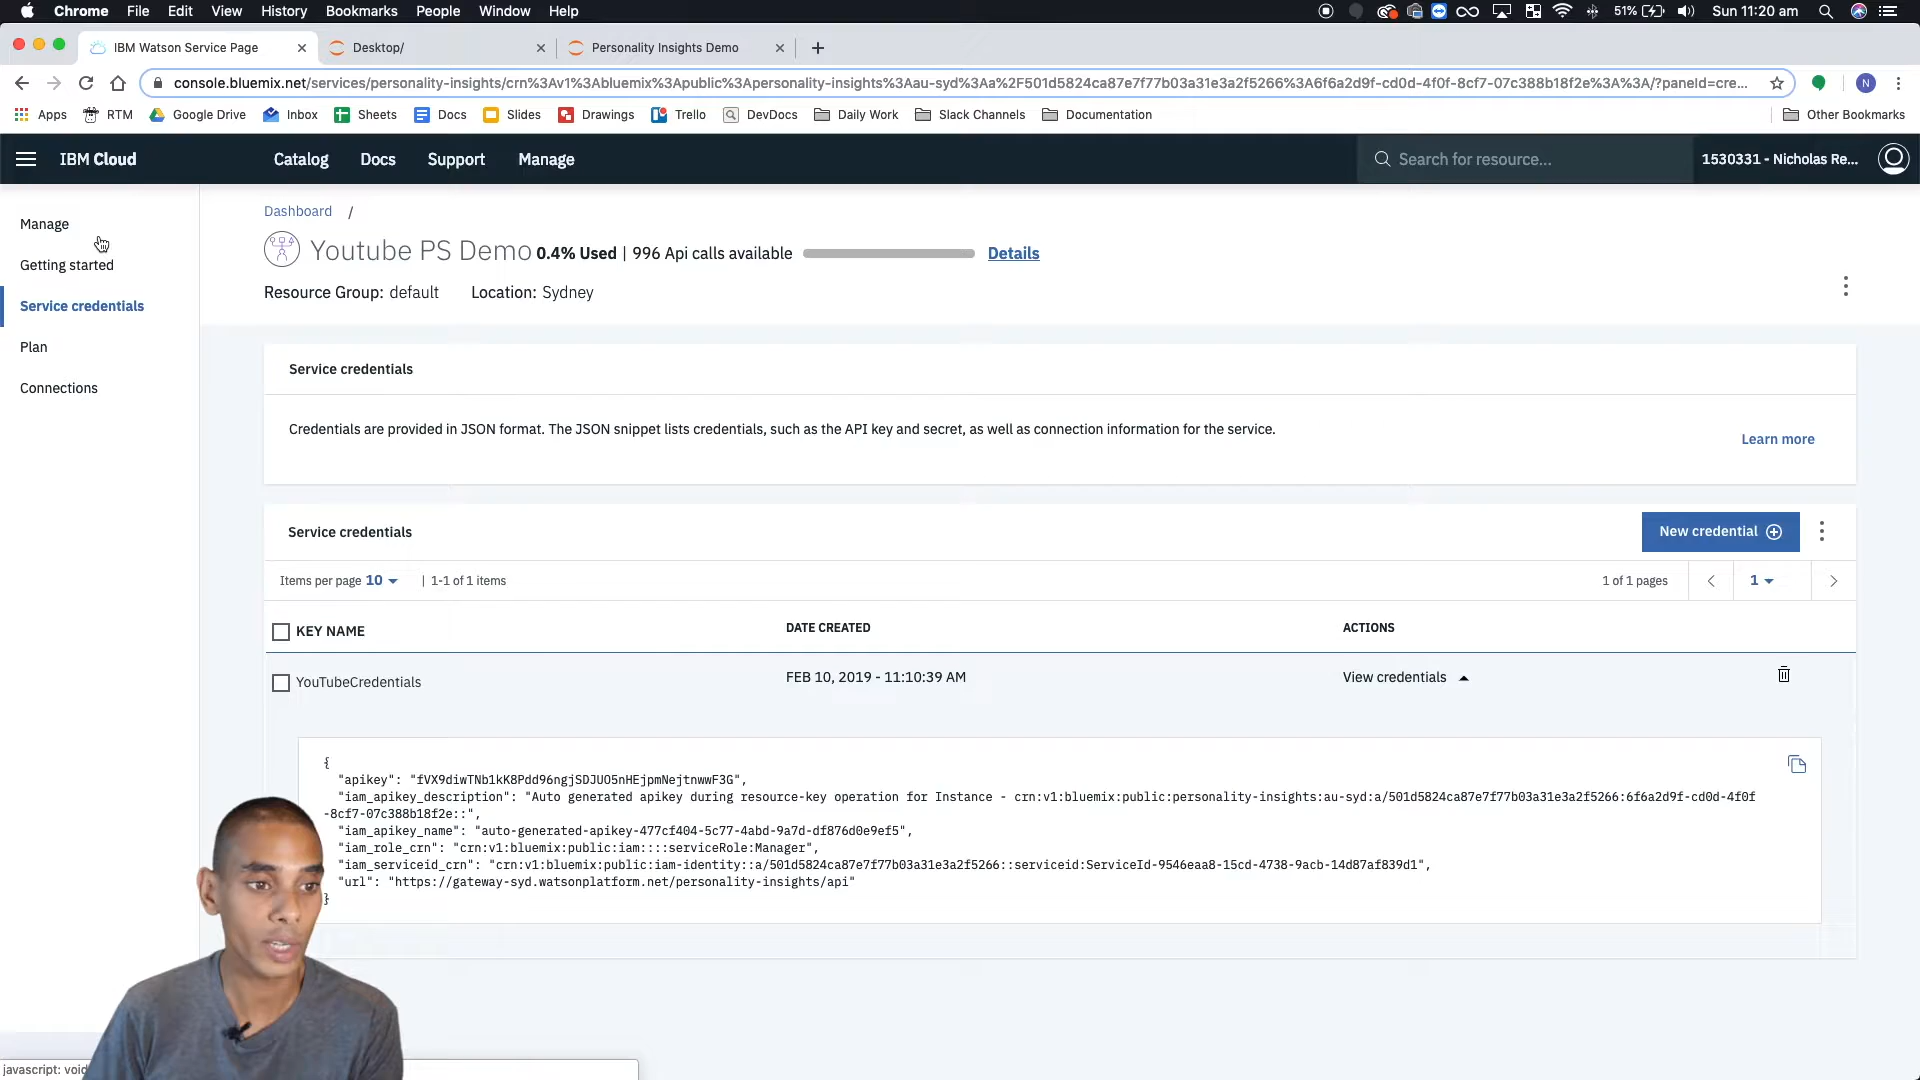 Chrome File Edit View History Bookmarks People Window Help 51% Sun 11:20 am
IBM Watson Service Page Desktop/ Personality Insights Demo
console.bluemix.net/services/personality-insights/crn%3Av1%3Abluemix%3Apublic%3Apersonality-insights%3Aau-syd%3Aa%2F501d5824ca87e7f77b03a31e3a2f5266%3A6f6a2d9f-cd0d-4f0f-8cf7-07c388b18f2e%3A%3A/?paneId=cre... N
Apps RTM Google Drive Inbox Sheets Docs Slides Drawings Trello DevDocs Daily Work Slack Channels Documentation Other Bookmarks
IBM Cloud Catalog Docs Support Manage Search for resource... 1530331 - Nicholas Re...
Manage
Getting started
Service credentials
Plan
Connections
Dashboard /
Youtube PS Demo 0.4% Used | 996 Api calls available Details
Resource Group: default Location: Sydney
Service credentials
Credentials are provided in JSON format. The JSON snippet lists credentials, such as the API key and secret, as well as connection information for the service.
Learn more
Service credentials New credential
Items per page 10 | 1-1 of 1 items 1 of 1 pages 1
KEY NAME DATE CREATED ACTIONS
YouTubeCredentials FEB 10, 2019 - 11:10:39 AM View credentials
{
"apikey": "fVX9diwTNb1kK8Pdd96ngjSDJUO5nHEjpmNejtnwwF3G",
"iam_apikey_description": "Auto generated apikey during resource-key operation for Instance - crn:v1:bluemix:public:personality-insights:au-syd:a/501d5824ca87e7f77b03a31e3a2f5266:6f6a2d9f-cd0d-4f0f
-8cf7-07c388b18f2e::",
"iam_apikey_name": "auto-generated-apikey-477cf404-5c77-4abd-9a7d-df876d0e9ef5",
"iam_role_crn": "crn:v1:bluemix:public:iam::::serviceRole:Manager",
"iam_serviceid_crn": "crn:v1:bluemix:public:iam-identity::a/501d5824ca87e7f77b03a31e3a2f5266::serviceid:ServiceId-9546eaa8-15cd-4738-9acb-14d87af839d1",
"url": "https://gateway-syd.watsonplatform.net/personality-insights/api"
}
javascript: void